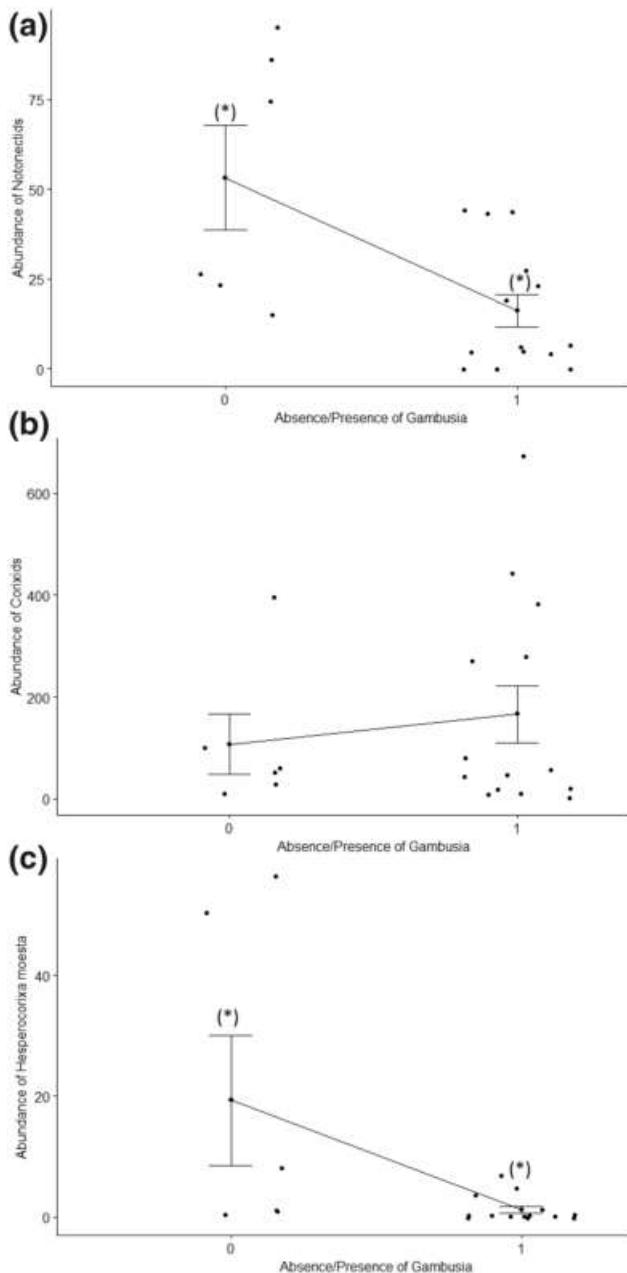 (a)
Abundance of Notonectids
75
50
25
0
(*)
(*)
0 1
Absence/Presence of Gambusia
(b)
Abundance of Corixids
600
400
200
0
0 1
Absence/Presence of Gambusia
(c)
Abundance of Hesperocorixa moesta
40
20
0
(*)
(*)
0 1
Absence/Presence of Gambusia